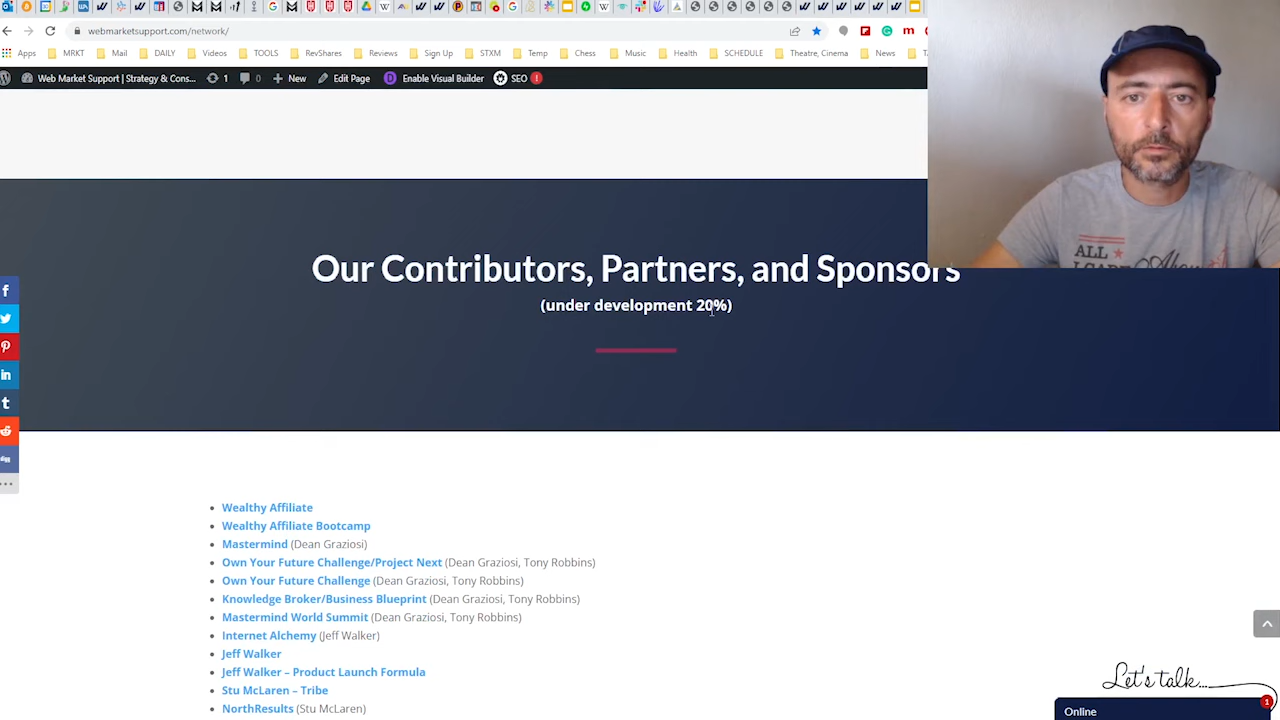 webmarketsupport.com/network/
Apps MRKT Mail DAILY Videos TOOLS RevShares Reviews Sign Up STXM Temp Chess Music Health SCHEDULE Theatre, Cinema News
Web Market Support | Strategy & Cons... 1 0 New Edit Page Enable Visual Builder SEO !
ALL
Our Contributors, Partners, and Sponsors
(under development 20%)
Wealthy Affiliate
Wealthy Affiliate Bootcamp
Mastermind (Dean Graziosi)
Own Your Future Challenge/Project Next (Dean Graziosi, Tony Robbins)
Own Your Future Challenge (Dean Graziosi, Tony Robbins)
Knowledge Broker/Business Blueprint (Dean Graziosi, Tony Robbins)
Mastermind World Summit (Dean Graziosi, Tony Robbins)
Internet Alchemy (Jeff Walker)
Jeff Walker
Jeff Walker – Product Launch Formula
Stu McLaren – Tribe
NorthResults (Stu McLaren)
Let's talk...
Online
1